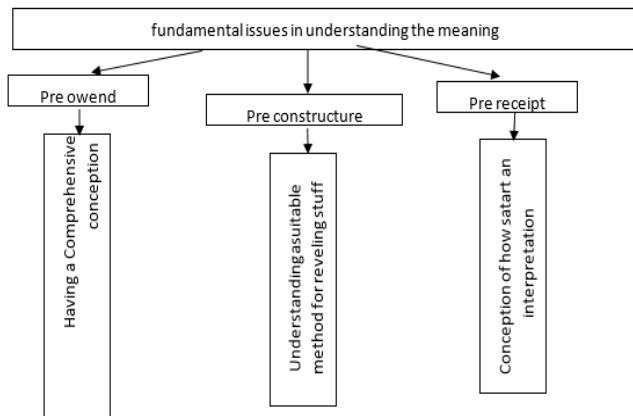 fundamental issues in understanding the meaning
Pre owend
Pre constructure
Pre receipt
Having a Comprehensive
conception
Understanding asuitable
method for reveling stuff
Conception of how satart an
interpretation